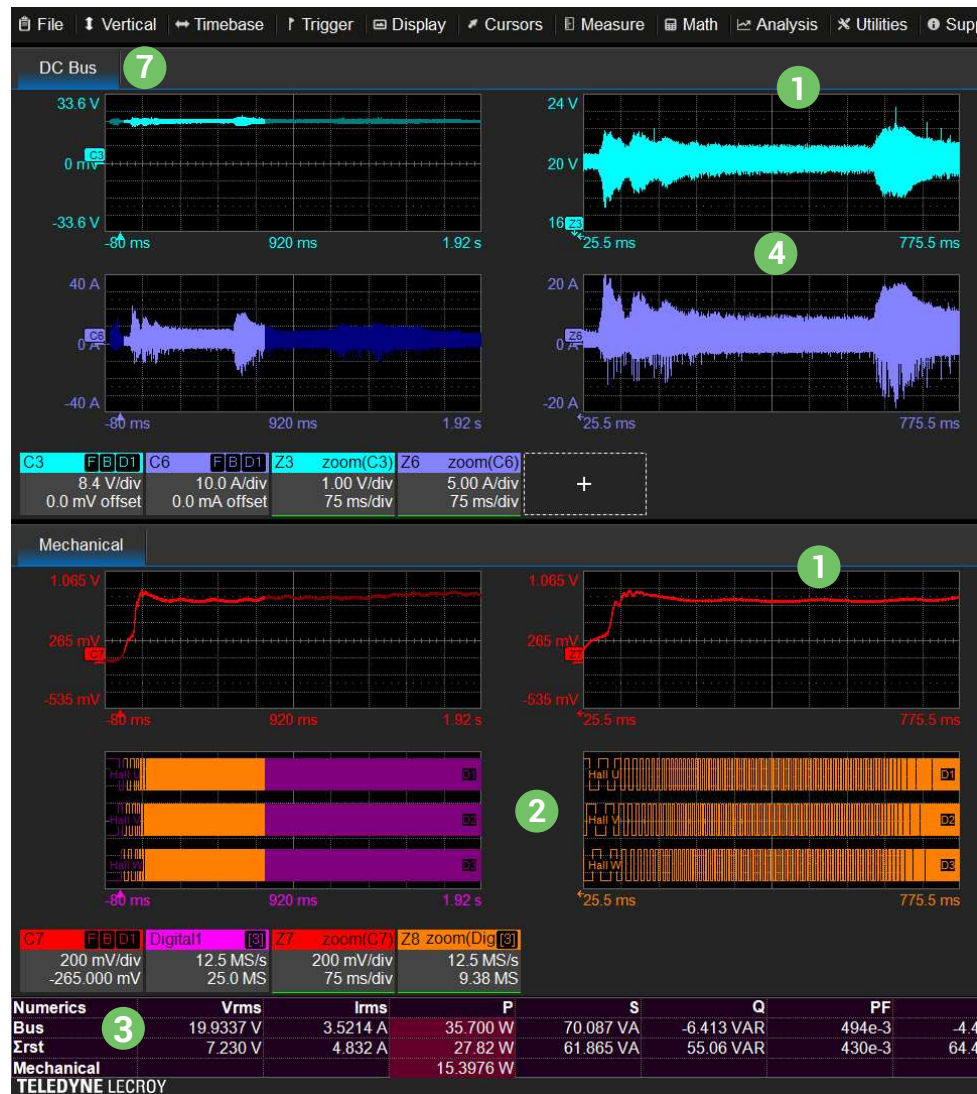 File Vertical Timebase Trigger Display Cursors Measure Math Analysis Utilities Supp
DC Bus 7
1
33.6 V
C3
0 mV
-33.6 V
-80 ms 920 ms 1.92 s
24 V
20 V
16 Z3
25.5 ms 775.5 ms
4
40 A
C6
0 A
-40 A
-80 ms 920 ms 1.92 s
20 A
Z6
0 A
-20 A
25.5 ms 775.5 ms
C3 F B D1 C6 F B D1 Z3 zoom(C3) Z6 zoom(C6)
8.4 V/div 10.0 A/div 1.00 V/div 5.00 A/div +
0.0 mV offset 0.0 mA offset 75 ms/div 75 ms/div
Mechanical
1
1.065 V
265 mV
C7
-535 mV
-80 ms 920 ms 1.92 s
1.065 V
265 mV
Z7
-535 mV
25.5 ms 775.5 ms
Hall U D1
Hall V D2
Hall W D3
-80 ms 920 ms 1.92 s
2
Hall U D1
Hall V D2
Hall W D3
25.5 ms 775.5 ms
C7 F B D1 Digital1 [3] Z7 zoom(C7) Z8 zoom(Dig [3]
200 mV/div 12.5 MS/s 200 mV/div 12.5 MS/s
-265.000 mV 25.0 MS 75 ms/div 9.38 MS
Numerics Vrms Irms P S Q PF
Bus 3 19.9337 V 3.5214 A 35.700 W 70.087 VA -6.413 VAR 494e-3 -4.4
Σrst 7.230 V 4.832 A 27.82 W 61.865 VA 55.06 VAR 430e-3 64.4
Mechanical 15.3976 W
TELEDYNE LECROY